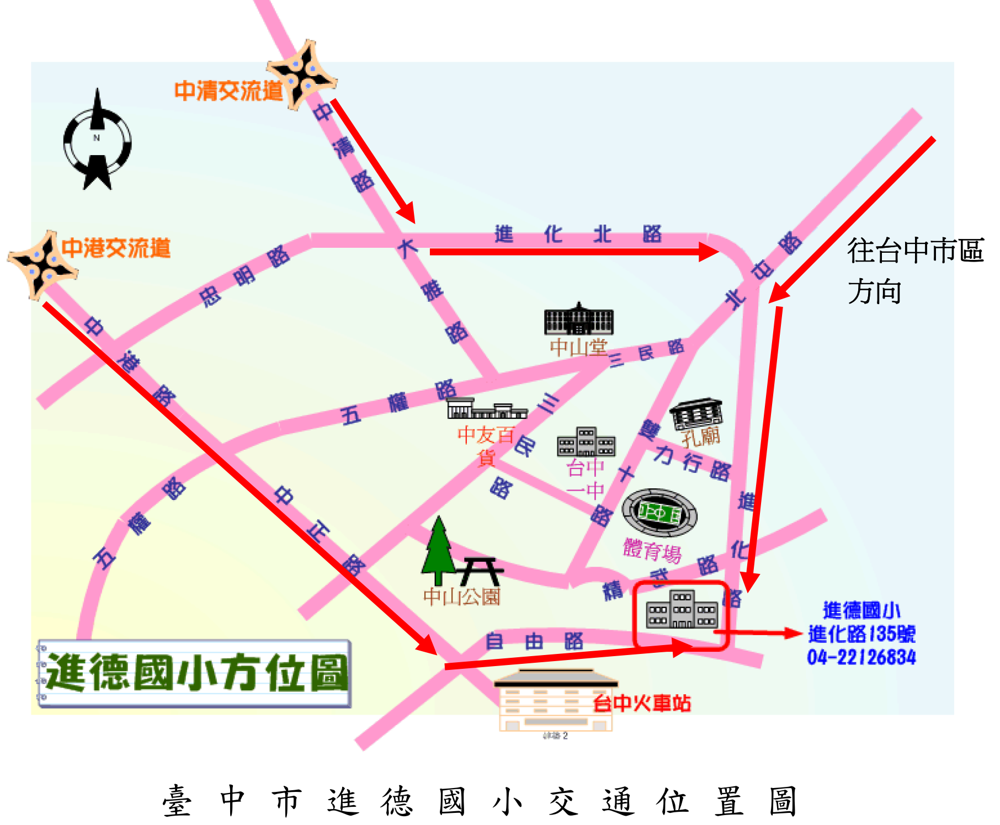 中清交流道
N
中清路
中港交流道
進化北路
大雅路
忠明路
北屯路
往台中市區
方向
中港路
中山堂
三民路
五權路
中友百
貨
三民路
台中
一中
雙十路
孔廟
力行路
進化路
體育場
精武路
五權路
中正路
中山公園
自由路
進德國小
進化路135號
04-22126834
進德國小方位圖
台中火車站
臺中市進德國小交通位置圖